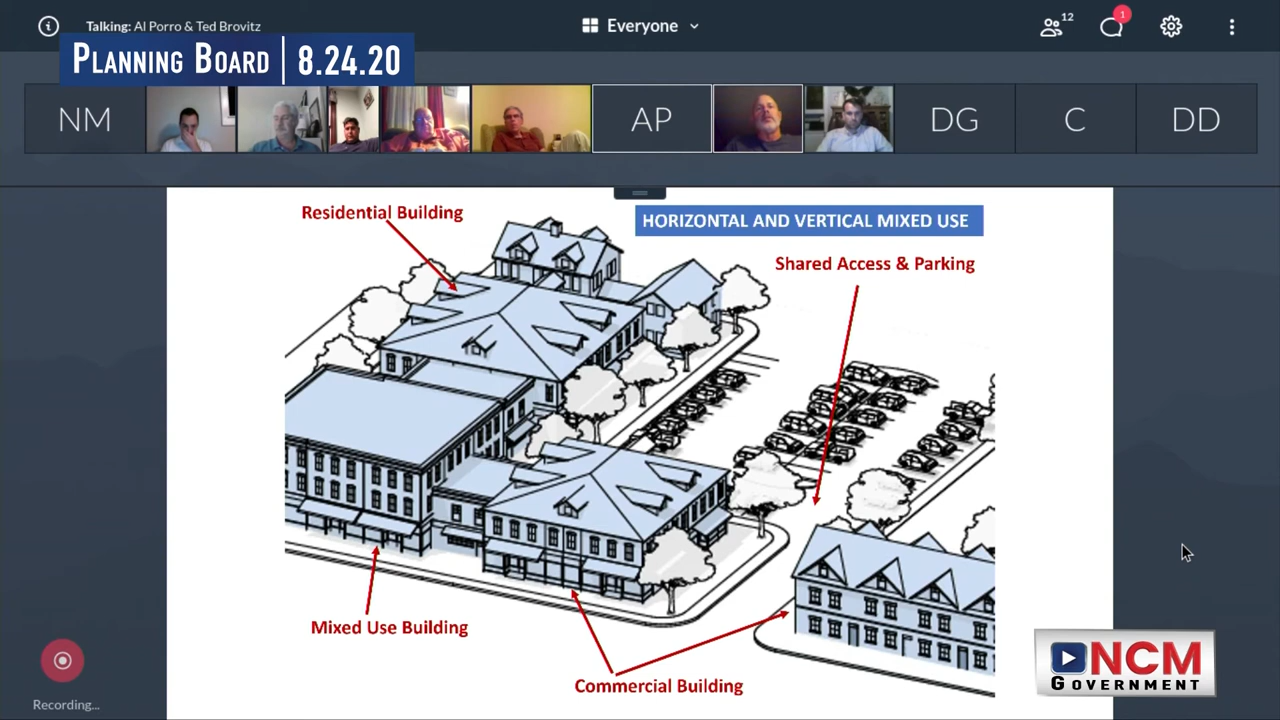 Talking: Al Porro & Ted Brovitz
Everyone
12
1
PLANNING BOARD | 8.24.20
NM
AP
DG
C
DD
Residential Building
HORIZONTAL AND VERTICAL MIXED USE
Shared Access & Parking
Mixed Use Building
Commercial Building
Recording...
NCM
GOVERNMENT